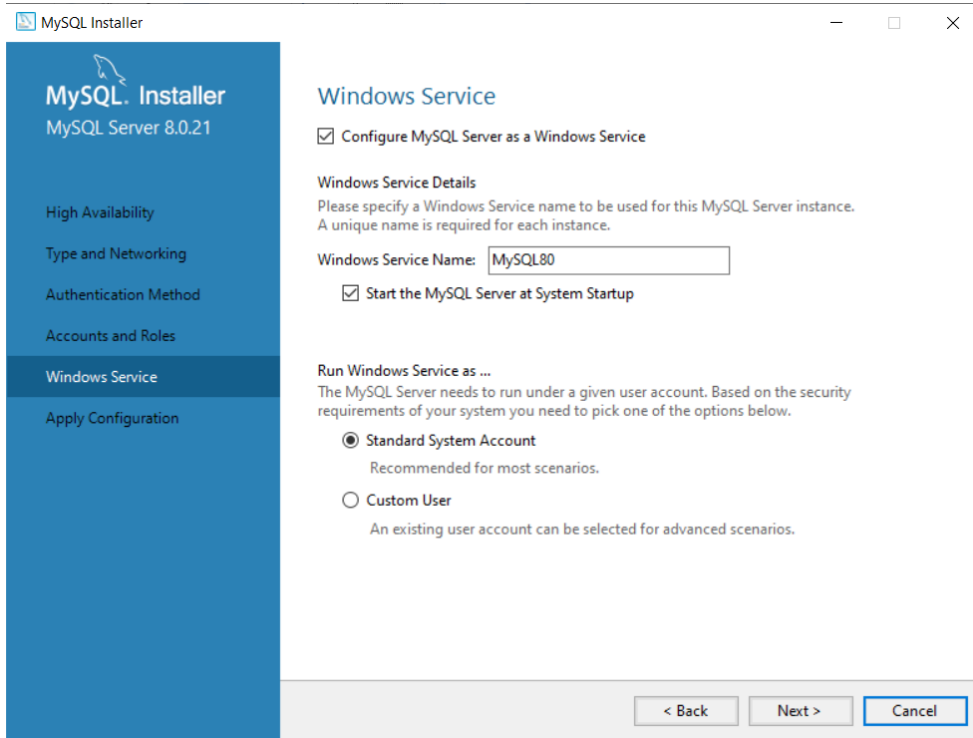 MySQL Installer
MySQL. Installer
MySQL Server 8.0.21
High Availability
Type and Networking
Authentication Method
Accounts and Roles
Windows Service
Apply Configuration
Windows Service
Configure MySQL Server as a Windows Service
Windows Service Details
Please specify a Windows Service name to be used for this MySQL Server instance.
A unique name is required for each instance.
Windows Service Name: MySQL80
Start the MySQL Server at System Startup
Run Windows Service as ...
The MySQL Server needs to run under a given user account. Based on the security
requirements of your system you need to pick one of the options below.
Standard System Account
Recommended for most scenarios.
Custom User
An existing user account can be selected for advanced scenarios.
< Back Next > Cancel